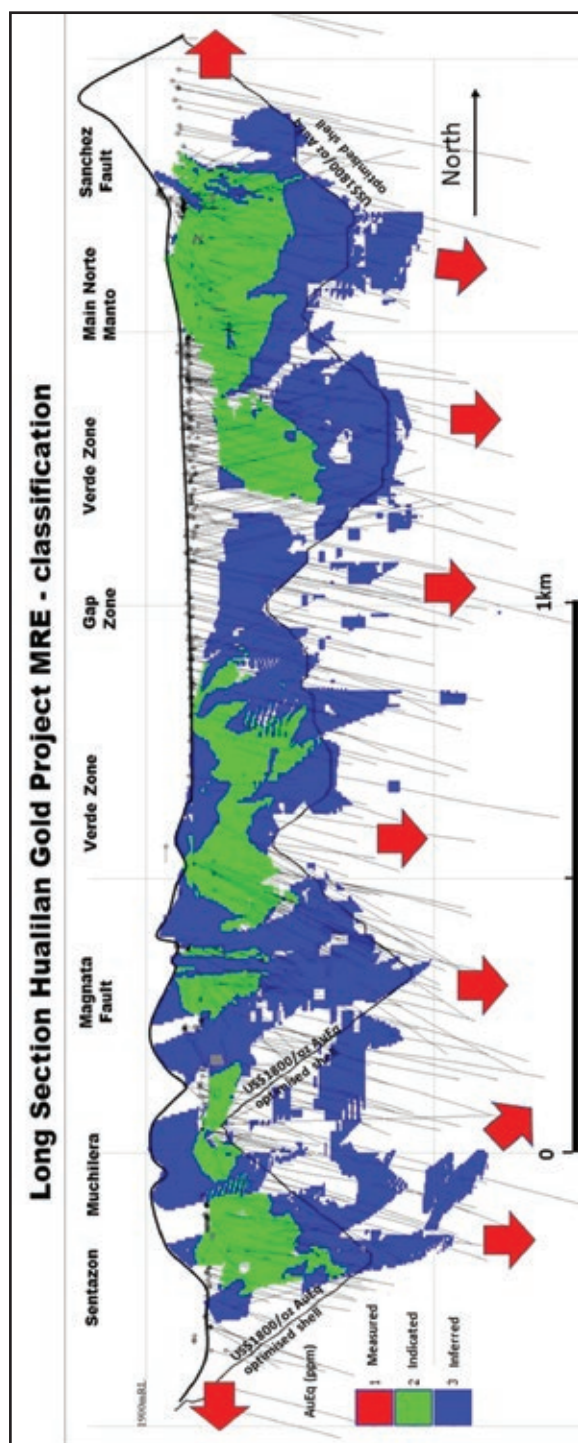 Long Section Hualilan Gold Project MRE - classification
Sentazon
Muchilera
Magnata
Fault
Verde Zone
Gap
Zone
Verde Zone
Main Norte
Manto
Sanchez
Fault
1900mRL
US$1800/oz AuEq
optimised shell
US$1800/oz AuEq
optimised shell
US$1800/oz AuEq
optimised shell
North
AuEq (ppm)
1 Measured
2 Indicated
3 Inferred
0
1km